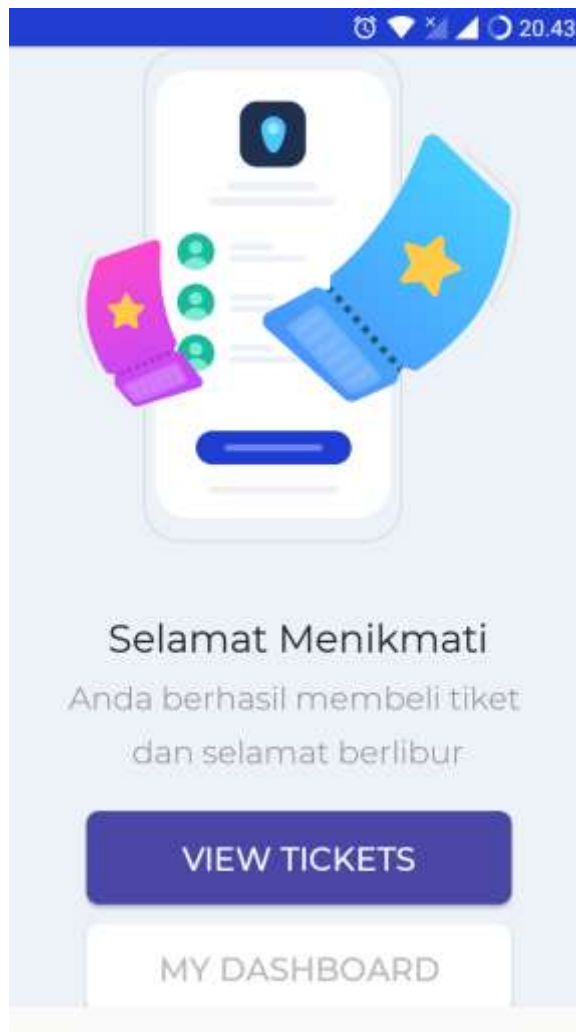 20.43
Selamat Menikmati
Anda berhasil membeli tiket
dan selamat berlibur
VIEW TICKETS
MY DASHBOARD